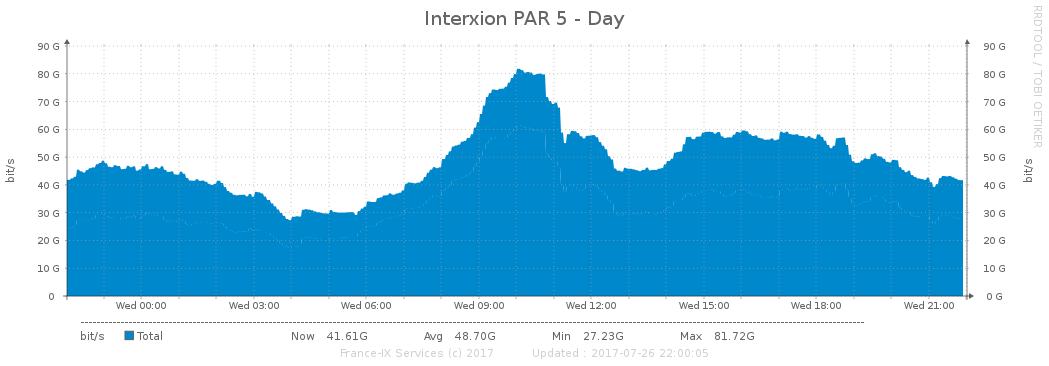 Interxion PAR 5 - Day
RRDTOOL / TOBI OETIKER
90 G 90 G
80 G 80 G
70 G 70 G
60 G 60 G
50 G 50 G
40 G 40 G
30 G 30 G
20 G 20 G
10 G 10 G
0 0 G
bit/s
bit/s
Wed 00:00 Wed 03:00 Wed 06:00 Wed 09:00 Wed 12:00 Wed 15:00 Wed 18:00 Wed 21:00
bit/s Total Now 41.61G Avg 48.70G Min 27.23G Max 81.72G
France-IX Services (c) 2017 Updated : 2017-07-26 22:00:05